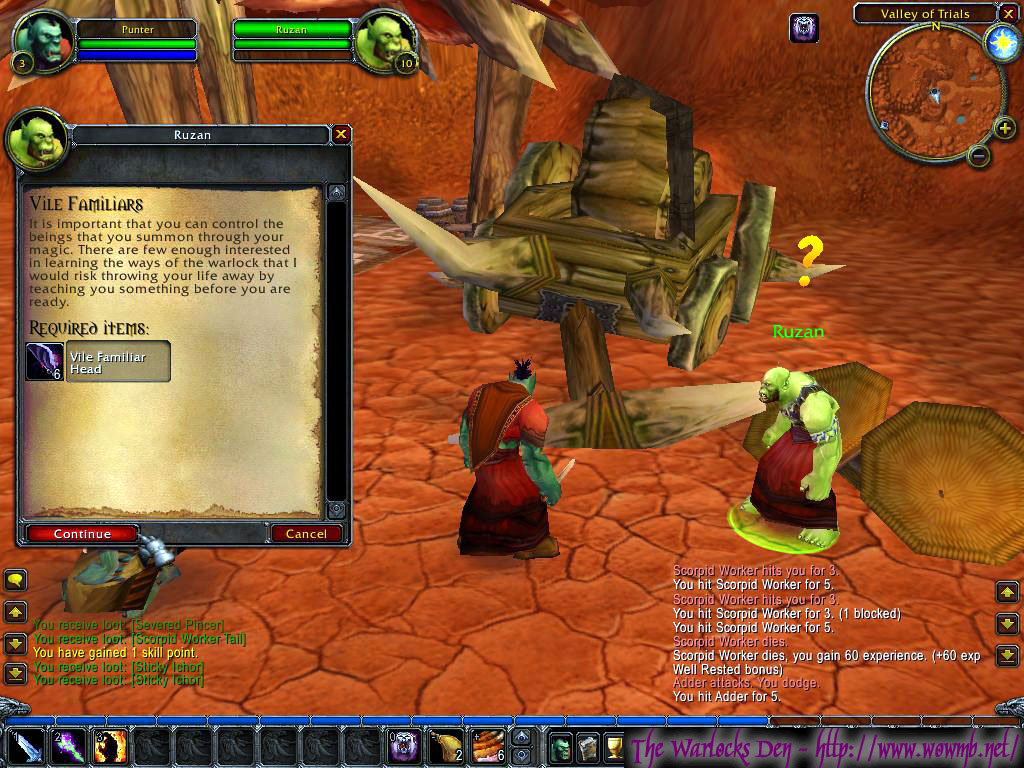 Punter
3
Ruzan
10
Valley of Trials
N
Ruzan
Vile Familiars
It is important that you can control the
beings that you summon through your
magic. There are few enough interested
in learning the ways of the warlock that I
would risk throwing your life away by
teaching you something before you are
ready.
Required items:
6
Vile Familiar
Head
Continue
Cancel
?
Ruzan
Scorpid Worker hits you for 3.
You hit Scorpid Worker for 5.
Scorpid Worker hits you for 3.
You hit Scorpid Worker for 3. (1 blocked)
You hit Scorpid Worker for 5.
Scorpid Worker dies.
Scorpid Worker dies, you gain 60 experience. (+60 exp
Well Rested bonus)
Adder attacks. You dodge.
You hit Adder for 5.
You receive loot: [Severed Pincer]
You receive loot: [Scorpid Worker Tail]
You have gained 1 skill point.
You receive loot: [Sticky Ichor]
You receive loot: [Sticky Ichor]
2
3
0
2
6
The Warlocks Den - http://www.wowmb.net/